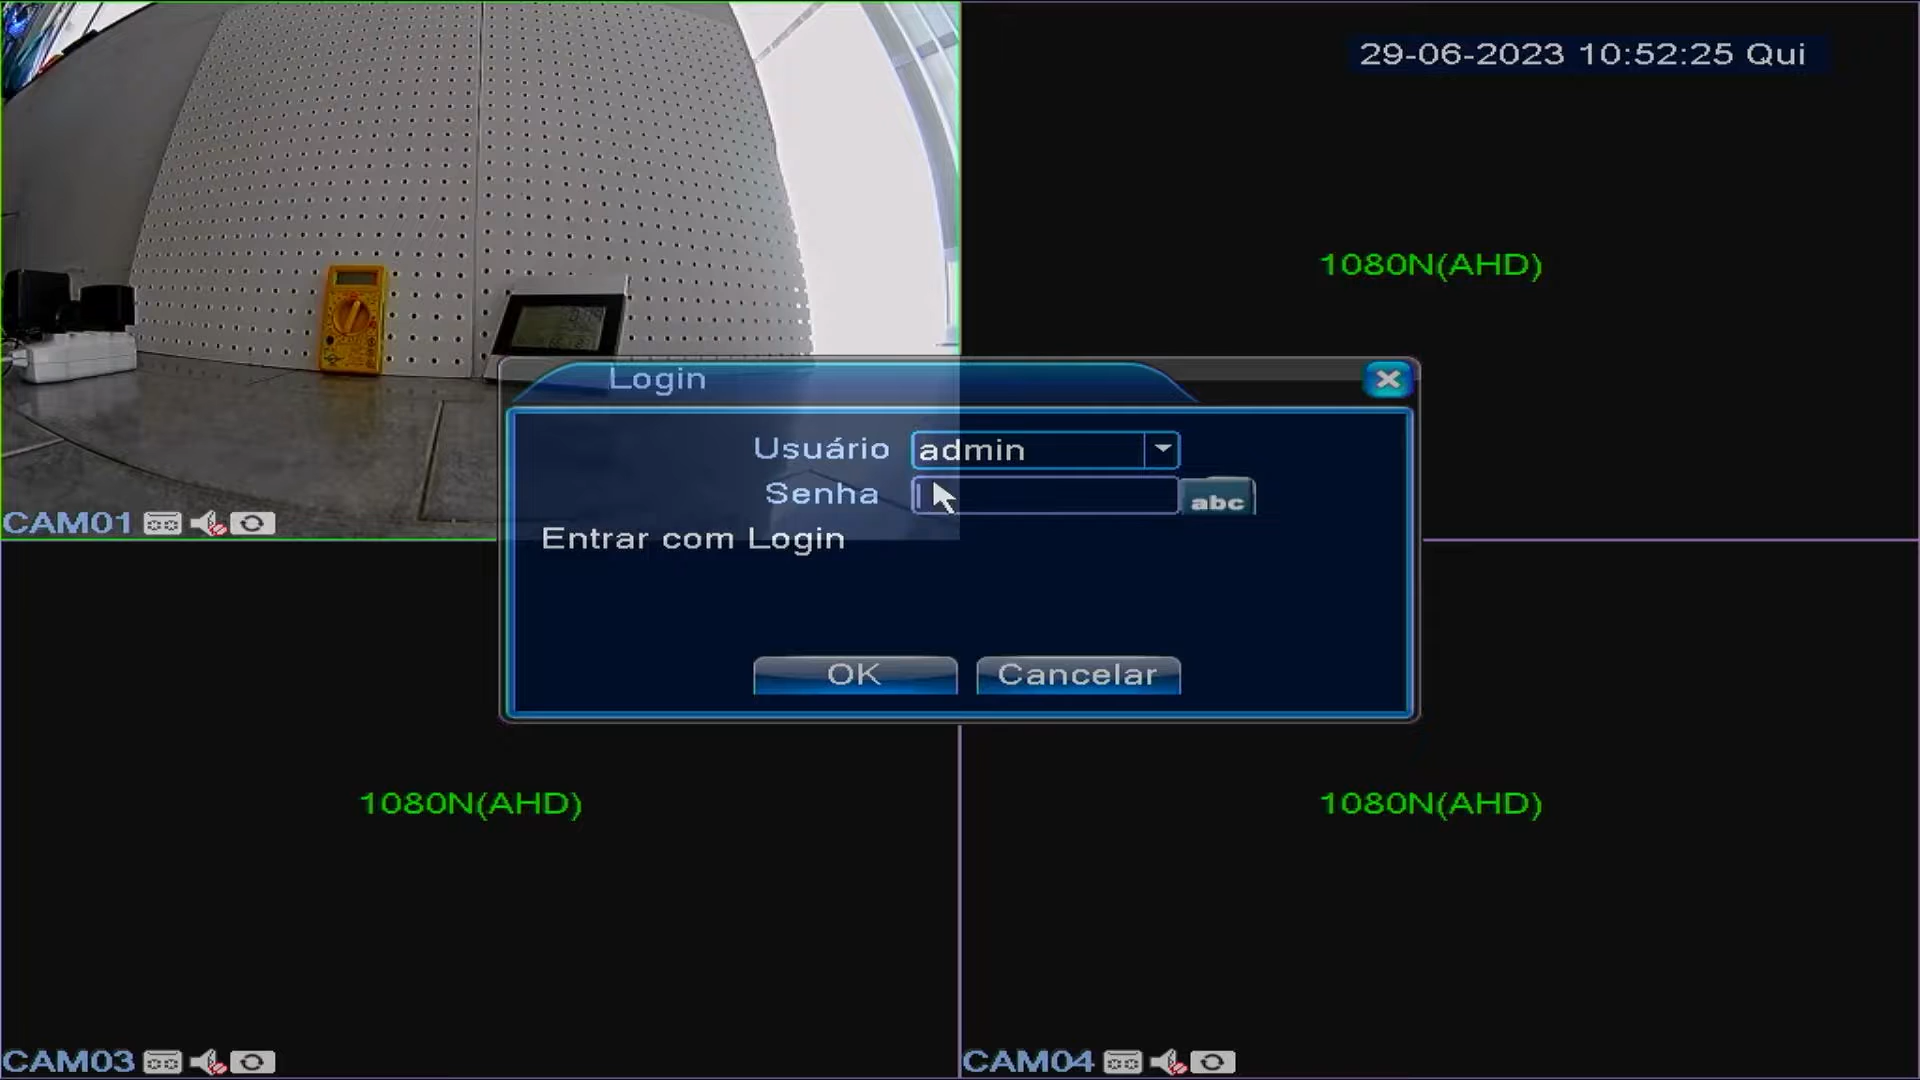 29-06-2023 10:52:25 Qui
1080N(AHD)
Login
Usuário admin
Senha abc
Entrar com Login
CAM01
OK Cancelar
1080N(AHD)
1080N(AHD)
CAM03
CAM04